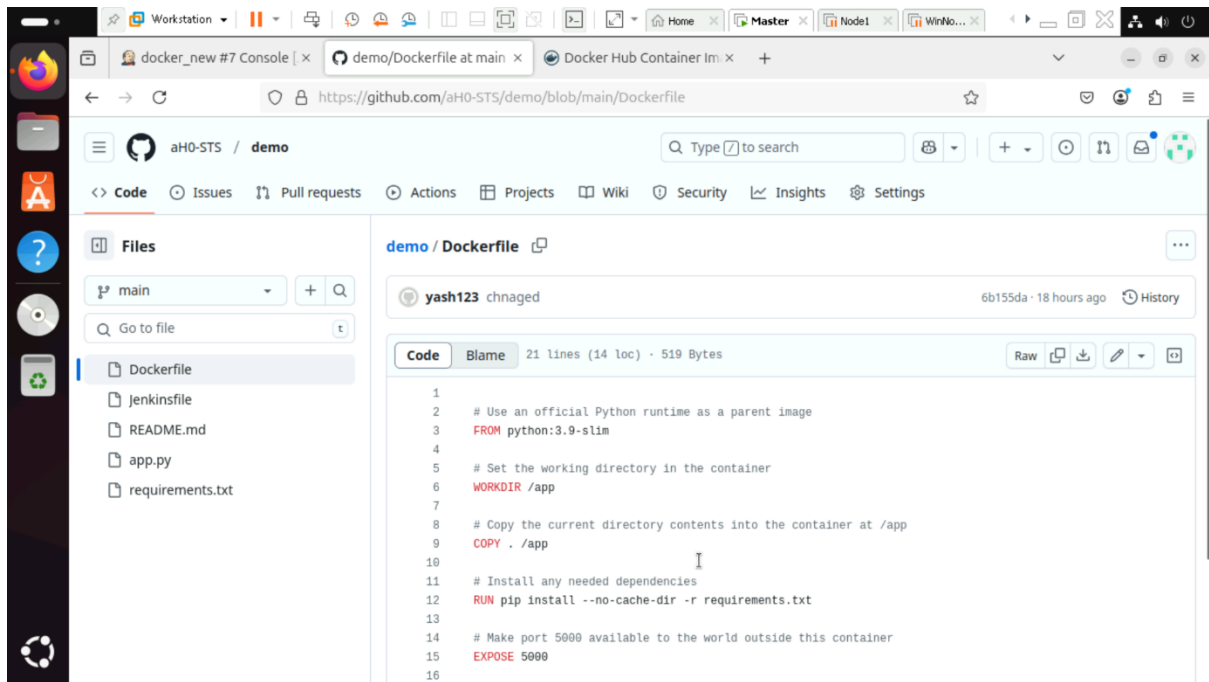 Workstation Home Master Node1 WinNo...
docker_new #7 Console [ demo/Dockerfile at main Docker Hub Container Im
https://github.com/aH0-STS/demo/blob/main/Dockerfile
aH0-STS / demo Type / to search
Code Issues Pull requests Actions Projects Wiki Security Insights Settings
Files
demo / Dockerfile
main
yash123 chnaged 6b155da · 18 hours ago History
Go to file t
Code Blame 21 lines (14 loc) · 519 Bytes Raw
Dockerfile
Jenkinsfile
README.md
app.py
requirements.txt
1
2 # Use an official Python runtime as a parent image
3 FROM python:3.9-slim
4
5 # Set the working directory in the container
6 WORKDIR /app
7
8 # Copy the current directory contents into the container at /app
9 COPY . /app
10
11 # Install any needed dependencies
12 RUN pip install --no-cache-dir -r requirements.txt
13
14 # Make port 5000 available to the world outside this container
15 EXPOSE 5000
16